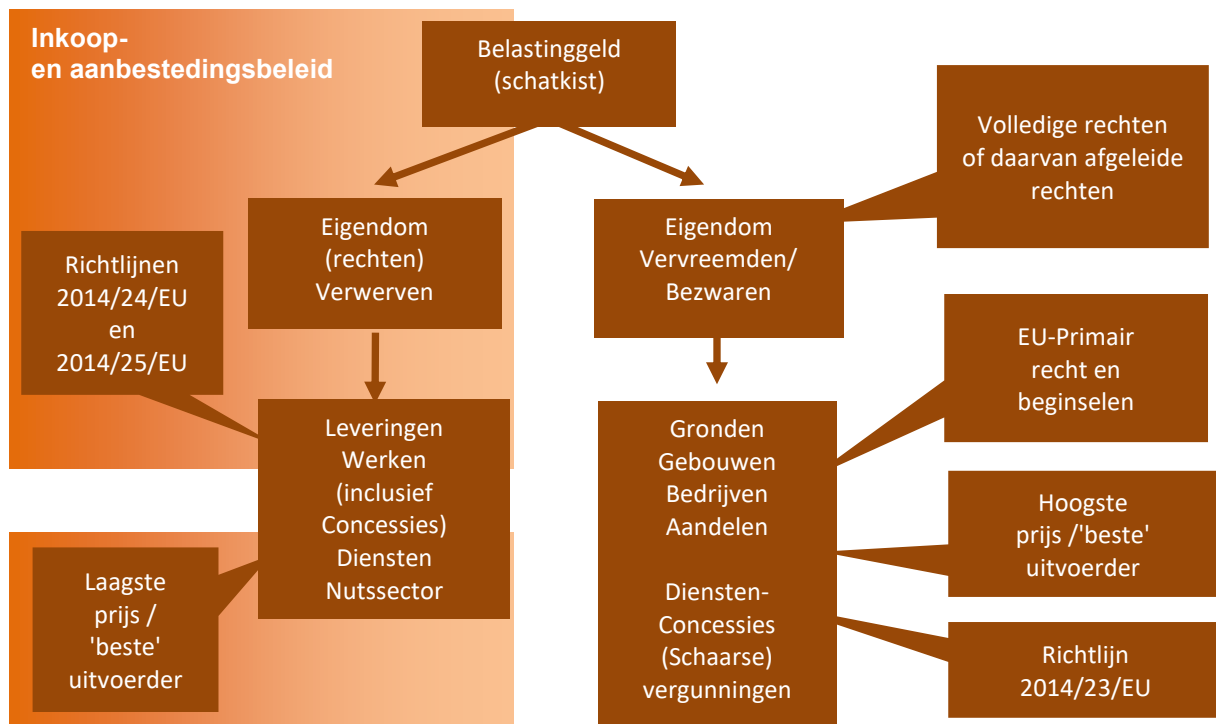 Inkoop-
en aanbestedingsbeleid
Belastinggeld
(schatkist)
Volledige rechten
of daarvan afgeleide
rechten
Eigendom
(rechten)
Verwerven
Eigendom
Vervreemden/
Bezwaren
Richtlijnen
2014/24/EU
en
2014/25/EU
EU-Primair
recht en
beginselen
Leveringen
Werken
(inclusief
Concessies)
Diensten
Nutssector
Gronden
Gebouwen
Bedrijven
Aandelen
Diensten-
Concessies
(Schaarse)
vergunningen
Hoogste
prijs /'beste'
uitvoerder
Laagste
prijs /
'beste'
uitvoerder
Richtlijn
2014/23/EU